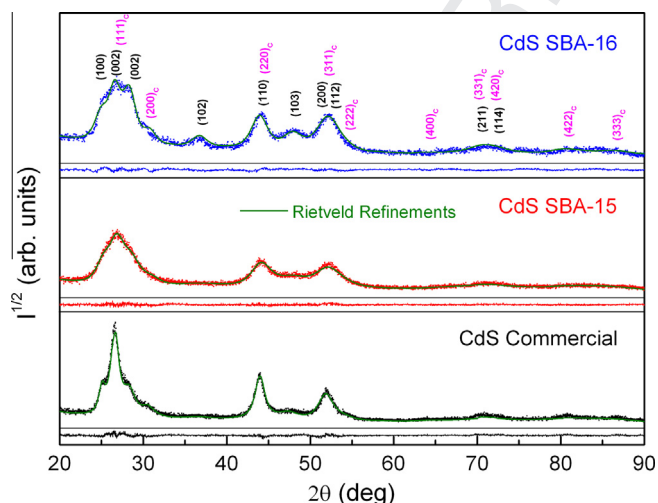 CdS SBA-16
(100)
(002)
(111)c
(002)
(200)c
(102)
(110)
(220)c
(103)
(200)
(311)c
(112)
(222)c
(400)c
(331)c
(211)
(420)c
(114)
(422)c
(333)c
CdS SBA-15
Rietveld Refinements
CdS Commercial
I1/2 (arb. units)
20 30 40 50 60 70 80 90
2θ (deg)